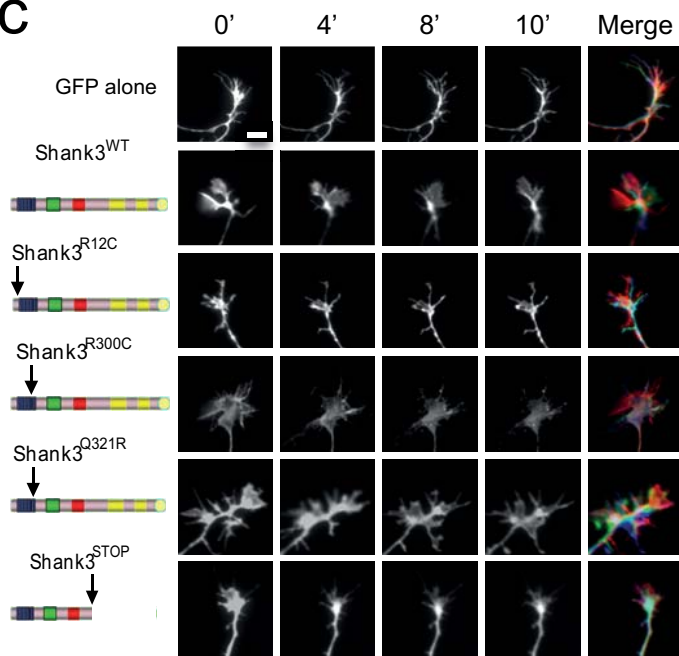 C
0’ 4’ 8’ 10’ Merge
GFP alone
Shank3WT
Shank3R12C
Shank3R300C
Shank3Q321R
Shank3STOP